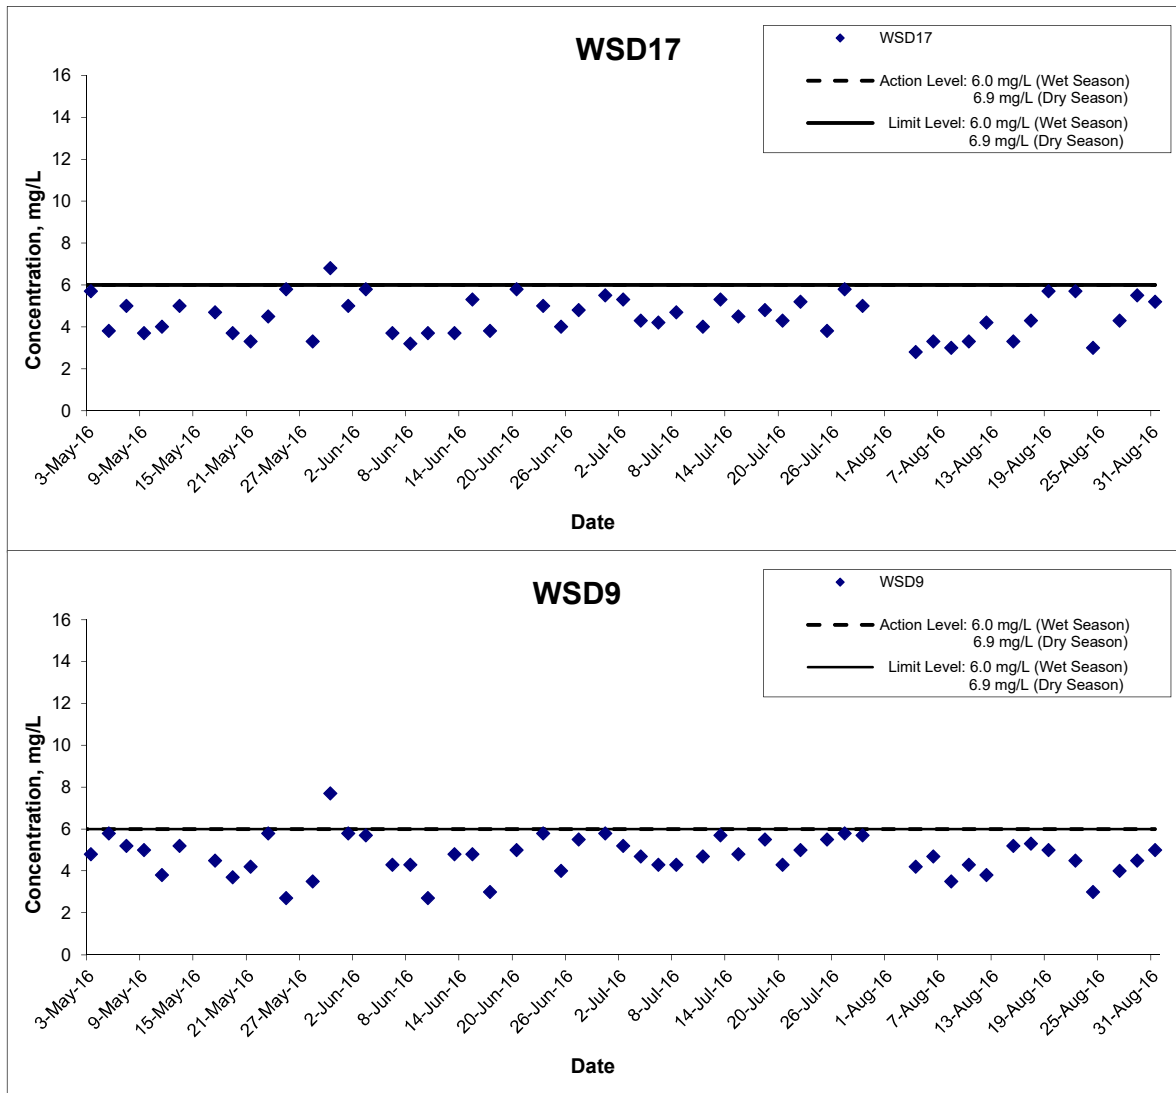 WSD17
WSD17
Action Level: 6.0 mg/L (Wet Season)
6.9 mg/L (Dry Season)
Limit Level: 6.0 mg/L (Wet Season)
6.9 mg/L (Dry Season)
Concentration, mg/L
16
14
12
10
8
6
4
2
0
3-May-16
9-May-16
15-May-16
21-May-16
27-May-16
2-Jun-16
8-Jun-16
14-Jun-16
20-Jun-16
26-Jun-16
2-Jul-16
8-Jul-16
14-Jul-16
20-Jul-16
26-Jul-16
1-Aug-16
7-Aug-16
13-Aug-16
19-Aug-16
25-Aug-16
31-Aug-16
Date
WSD9
WSD9
Action Level: 6.0 mg/L (Wet Season)
6.9 mg/L (Dry Season)
Limit Level: 6.0 mg/L (Wet Season)
6.9 mg/L (Dry Season)
Concentration, mg/L
16
14
12
10
8
6
4
2
0
3-May-16
9-May-16
15-May-16
21-May-16
27-May-16
2-Jun-16
8-Jun-16
14-Jun-16
20-Jun-16
26-Jun-16
2-Jul-16
8-Jul-16
14-Jul-16
20-Jul-16
26-Jul-16
1-Aug-16
7-Aug-16
13-Aug-16
19-Aug-16
25-Aug-16
31-Aug-16
Date